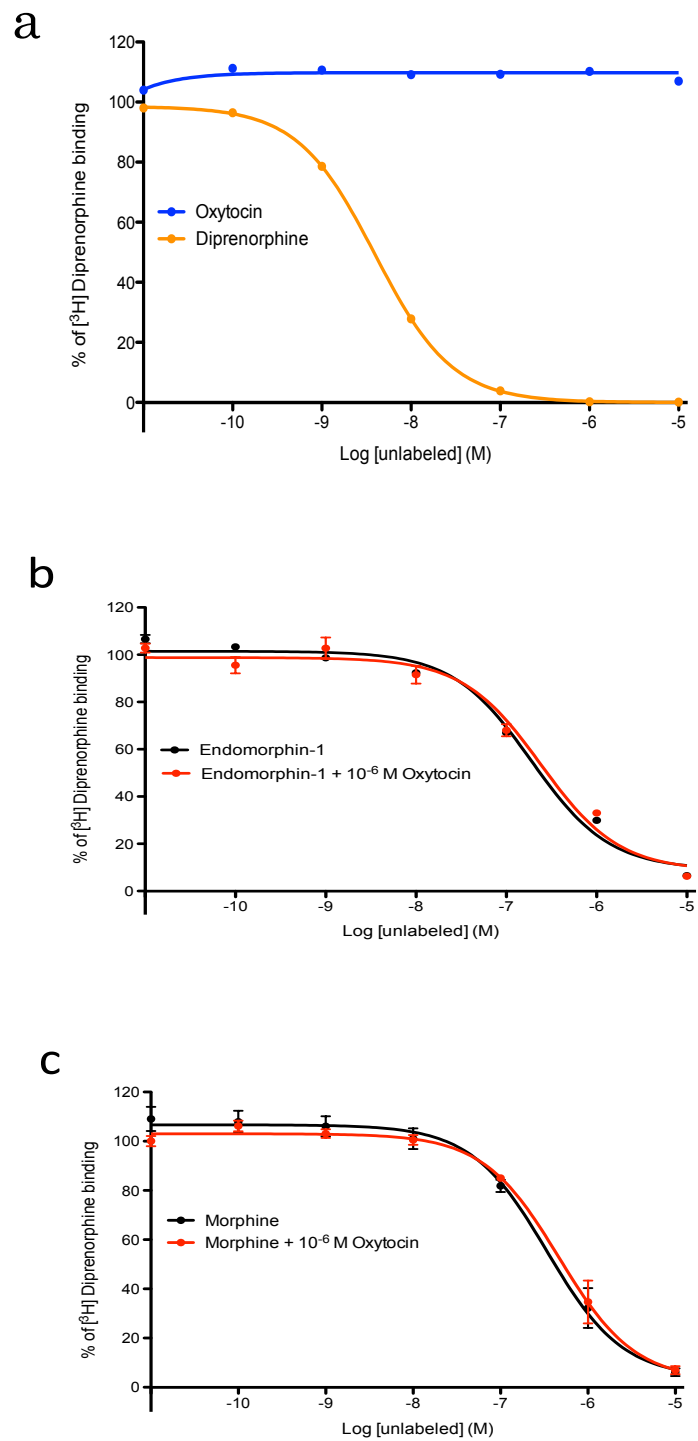 a
120
100
80
60
40
20
0
% of [³H] Diprenorphine binding
Oxytocin
Diprenorphine
-10 -9 -8 -7 -6 -5
Log [unlabeled] (M)
b
120
100
80
60
40
20
0
% of [³H] Diprenorphine binding
Endomorphin-1
Endomorphin-1 + 10⁻⁶ M Oxytocin
-10 -9 -8 -7 -6 -5
Log [unlabeled] (M)
c
120
100
80
60
40
20
0
% of [³H] Diprenorphine binding
Morphine
Morphine + 10⁻⁶ M Oxytocin
-10 -9 -8 -7 -6 -5
Log [unlabeled] (M)